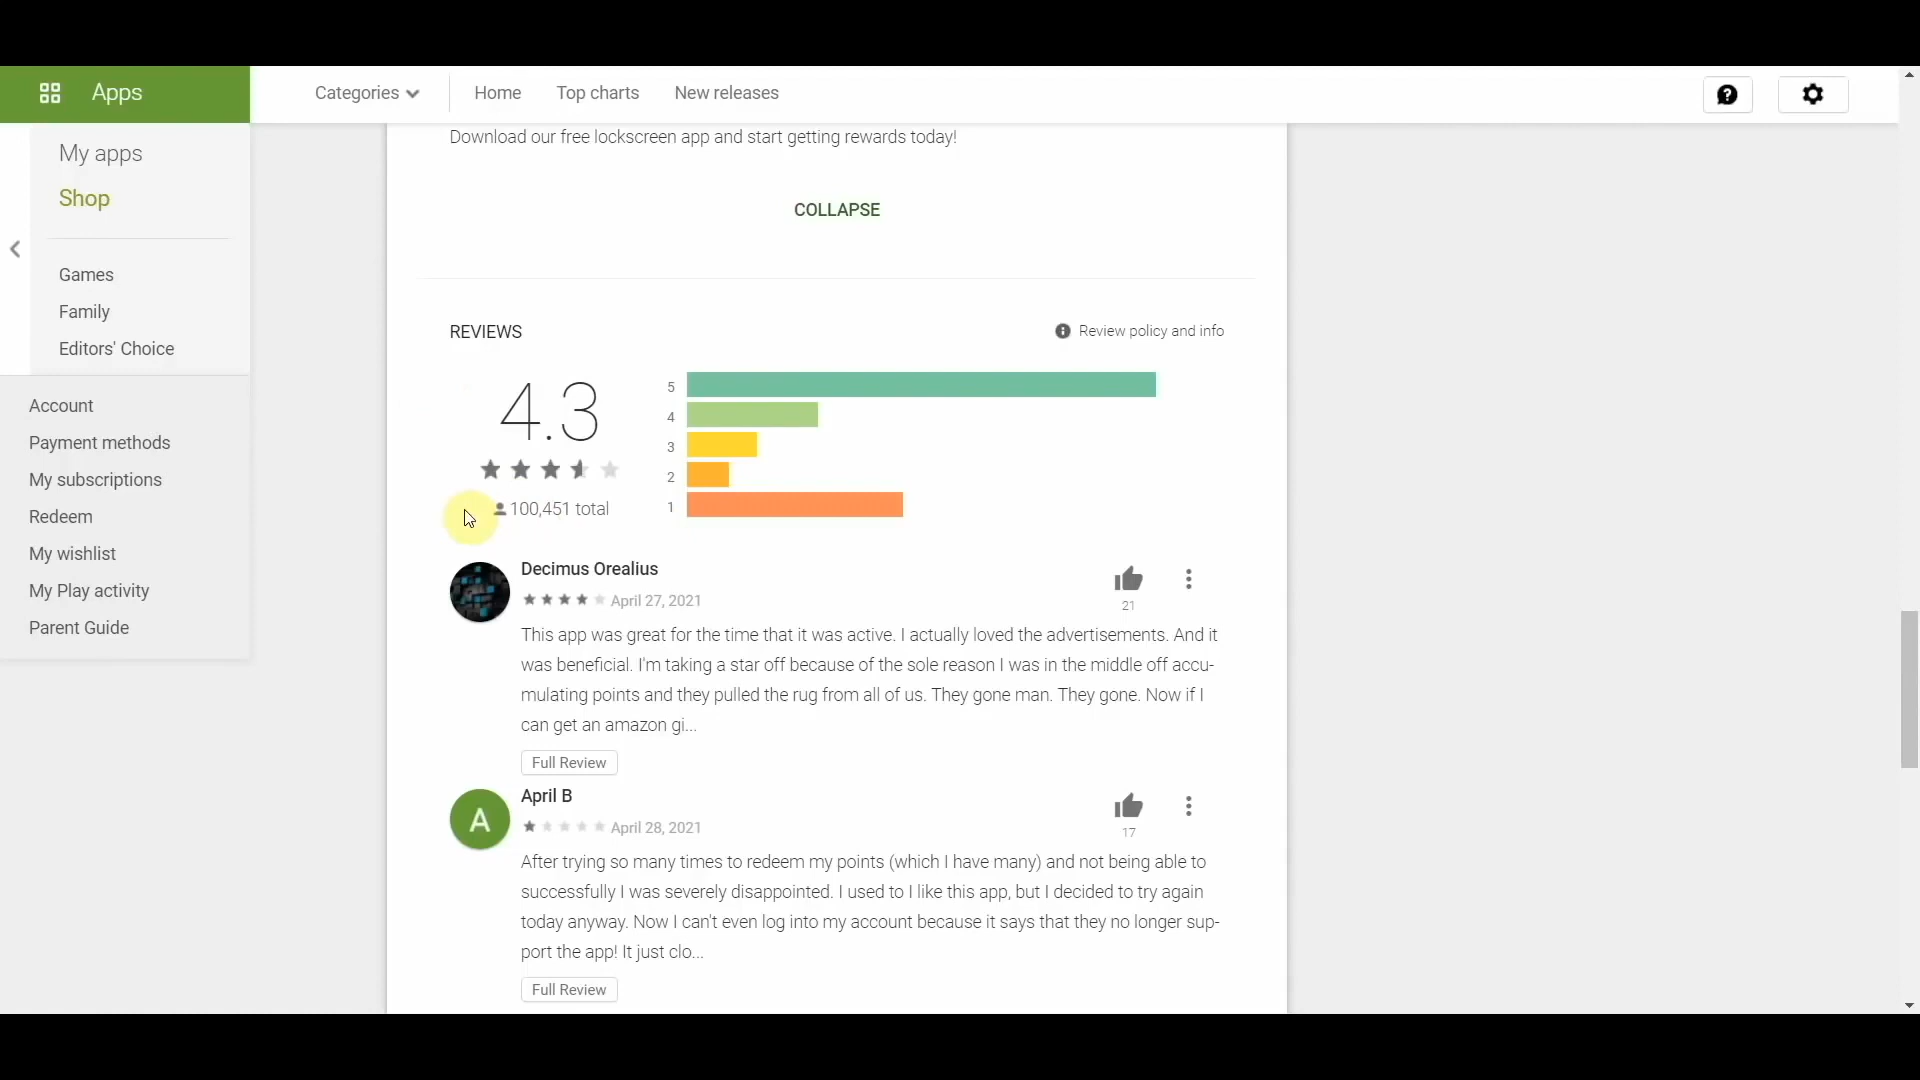 Apps
Categories
Home
Top charts
New releases
My apps
Shop
Games
Family
Editors' Choice
Account
Payment methods
My subscriptions
Redeem
My wishlist
My Play activity
Parent Guide
Download our free lockscreen app and start getting rewards today!
COLLAPSE
REVIEWS
Review policy and info
4.3
100,451 total
5
4
3
2
1
Decimus Orealius
April 27, 2021
21
This app was great for the time that it was active. I actually loved the advertisements. And it
was beneficial. I'm taking a star off because of the sole reason I was in the middle off accu-
mulating points and they pulled the rug from all of us. They gone man. They gone. Now if I
can get an amazon gi...
Full Review
A
April B
April 28, 2021
17
After trying so many times to redeem my points (which I have many) and not being able to
successfully I was severely disappointed. I used to I like this app, but I decided to try again
today anyway. Now I can't even log into my account because it says that they no longer sup-
port the app! It just clo...
Full Review